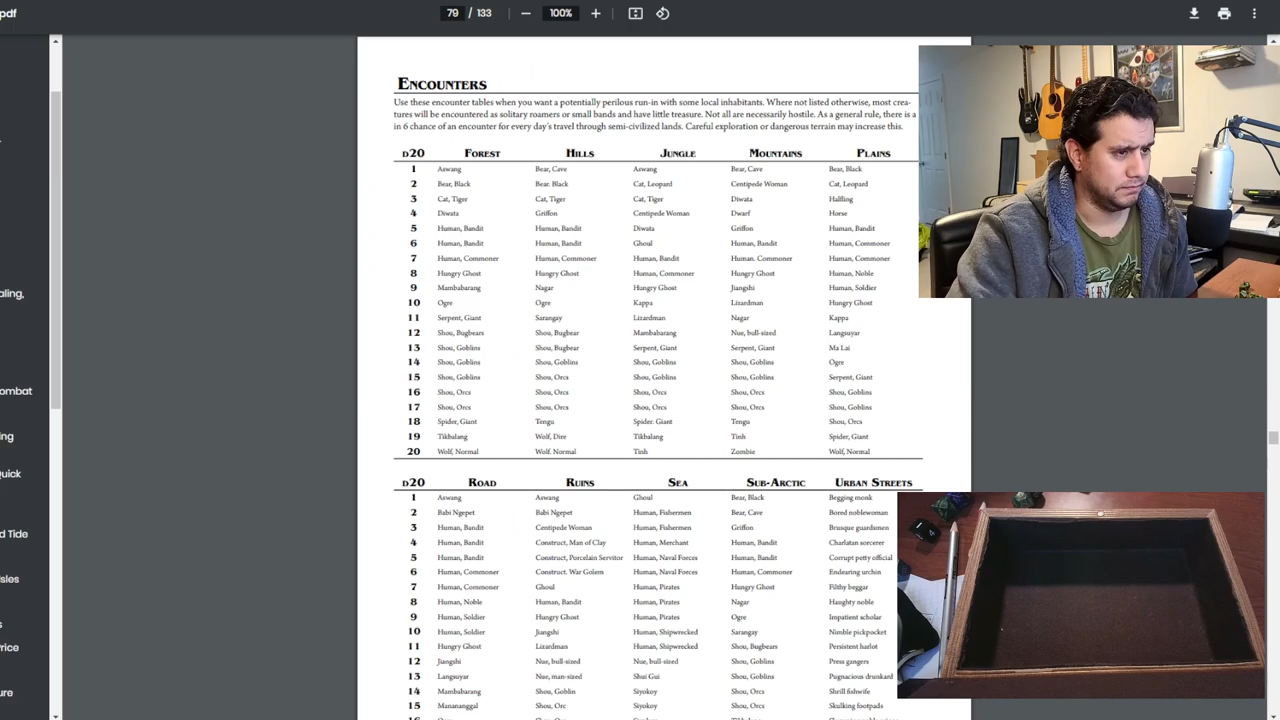 pdf
79 / 133
100%
ENCOUNTERS
Use these encounter tables when you want a potentially perilous run-in with some local inhabitants. Where not listed otherwise, most crea-
tures will be encountered as solitary roamers or small bands and have little treasure. Not all are necessarily hostile. As a general rule, there is a
in 6 chance of an encounter for every day's travel through semi-civilized lands. Careful exploration or dangerous terrain may increase this.
D20 FOREST HILLS JUNGLE MOUNTAINS PLAINS
1 Aswang Bear, Cave Aswang Bear, Cave Bear, Black
2 Bear, Black Bear. Black Cat, Leopard Centipede Woman Cat, Leopard
3 Cat, Tiger Cat, Tiger Cat, Tiger Diwata Halfling
4 Diwata Griffon Centipede Woman Dwarf Horse
5 Human, Bandit Human, Bandit Diwata Griffon Human, Bandit
6 Human, Bandit Human, Bandit Ghoul Human, Bandit Human, Commoner
7 Human, Commoner Human, Commoner Human, Bandit Human. Commoner Human, Commoner
8 Hungry Ghost Hungry Ghost Human, Commoner Hungry Ghost Human, Noble
9 Mambabarang Nagar Hungry Ghost Jiangshi Human, Soldier
10 Ogre Ogre Kappa Lizardman Hungry Ghost
11 Serpent, Giant Sarangay Lizardman Nagar Kappa
12 Shou, Bugbears Shou, Bugbear Mambabarang Nue, bull-sized Langsuyar
13 Shou, Goblins Shou, Bugbear Serpent, Giant Serpent, Giant Ma Lai
14 Shou, Goblins Shou, Goblins Shou, Goblins Shou, Goblins Ogre
15 Shou, Goblins Shou, Orcs Shou, Goblins Shou, Goblins Serpent, Giant
16 Shou, Orcs Shou, Orcs Shou, Orcs Shou, Orcs Shou, Goblins
17 Shou, Orcs Shou, Orcs Shou, Orcs Shou, Orcs Shou, Goblins
18 Spider, Giant Tengu Spider. Giant Tengu Shou, Orcs
19 Tikbalang Wolf, Dire Tikbalang Tinh Spider, Giant
20 Wolf, Normal Wolf. Normal Tinh Zombie Wolf, Normal
D20 ROAD RUINS SEA SUB-ARCTIC URBAN STREETS
1 Aswang Aswang Ghoul Bear, Black Begging monk
2 Babi Ngepet Babi Ngepet Human, Fishermen Bear, Cave Bored noblewoman
3 Human, Bandit Centipede Woman Human, Fishermen Griffon Brusque guardsmen
4 Human, Bandit Construct, Man of Clay Human, Merchant Human, Bandit Charlatan sorcerer
5 Human, Bandit Construct, Porcelain Servitor Human, Naval Forces Human, Bandit Corrupt petty official
6 Human, Commoner Construct. War Golem Human, Naval Forces Human, Commoner Endearing urchin
7 Human, Commoner Ghoul Human, Pirates Hungry Ghost Filthy beggar
8 Human, Noble Human, Bandit Human, Pirates Nagar Haughty noble
9 Human, Soldier Hungry Ghost Human, Pirates Ogre Impatient scholar
10 Human, Soldier Jiangshi Human, Shipwrecked Sarangay Nimble pickpocket
11 Hungry Ghost Lizardman Human, Shipwrecked Shou, Bugbears Persistent harlot
12 Jiangshi Nue, bull-sized Nue, bull-sized Shou, Goblins Press gangers
13 Langsuyar Nue, man-sized Shui Gui Shou, Goblins Pugnacious drunkard
14 Mambabarang Shou, Goblin Siyokoy Shou, Orcs Shrill fishwife
15 Manananggal Shou, Orc Siyokoy Shou, Orcs Skulking footpads
aling,
ombat
ing
Quick
d Tide
isles
s
Price
ure